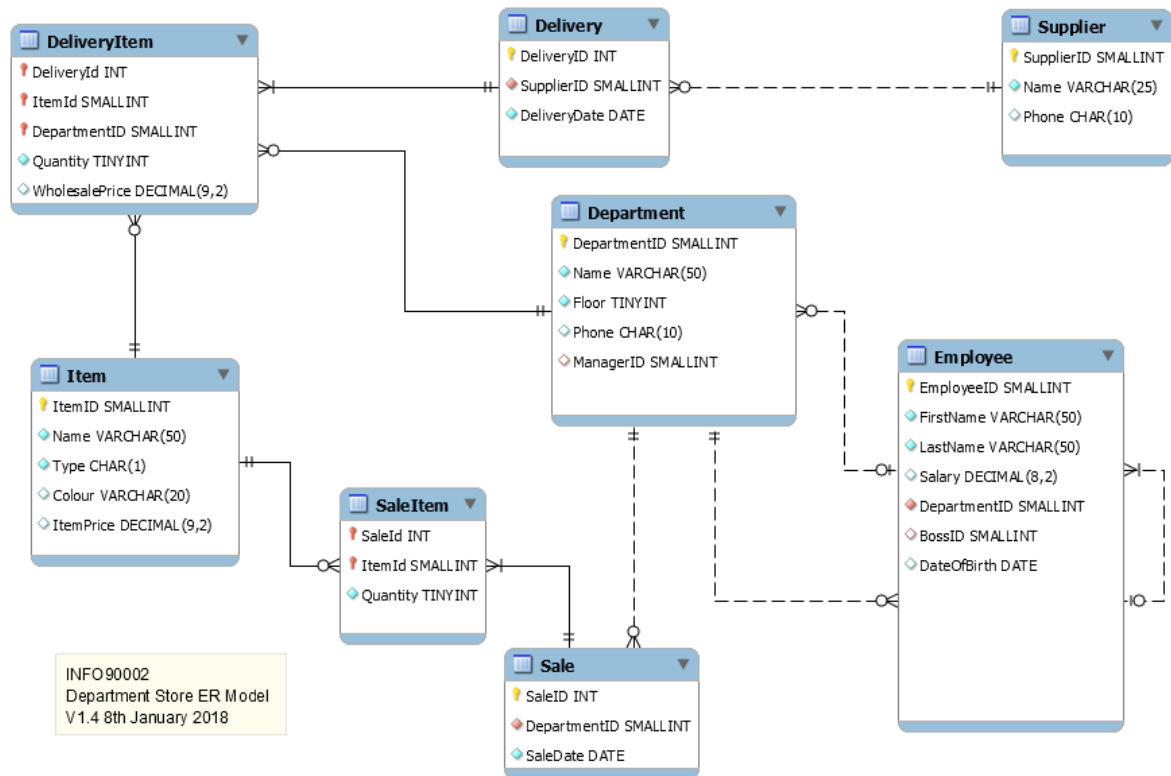 DeliveryItem
DeliveryId INT
ItemId SMALLINT
DepartmentID SMALLINT
Quantity TINYINT
WholesalePrice DECIMAL(9,2)
Delivery
DeliveryID INT
SupplierID SMALLINT
DeliveryDate DATE
Supplier
SupplierID SMALLINT
Name VARCHAR(25)
Phone CHAR(10)
Department
DepartmentID SMALLINT
Name VARCHAR(50)
Floor TINYINT
Phone CHAR(10)
ManagerID SMALLINT
Item
ItemID SMALLINT
Name VARCHAR(50)
Type CHAR(1)
Colour VARCHAR(20)
ItemPrice DECIMAL(9,2)
Employee
EmployeeID SMALLINT
FirstName VARCHAR(50)
LastName VARCHAR(50)
Salary DECIMAL(8,2)
DepartmentID SMALLINT
BossID SMALLINT
DateOfBirth DATE
SaleItem
SaleId INT
ItemId SMALLINT
Quantity TINYINT
Sale
SaleID INT
DepartmentID SMALLINT
SaleDate DATE
INFO90002
Department Store ER Model
V1.4 8th January 2018